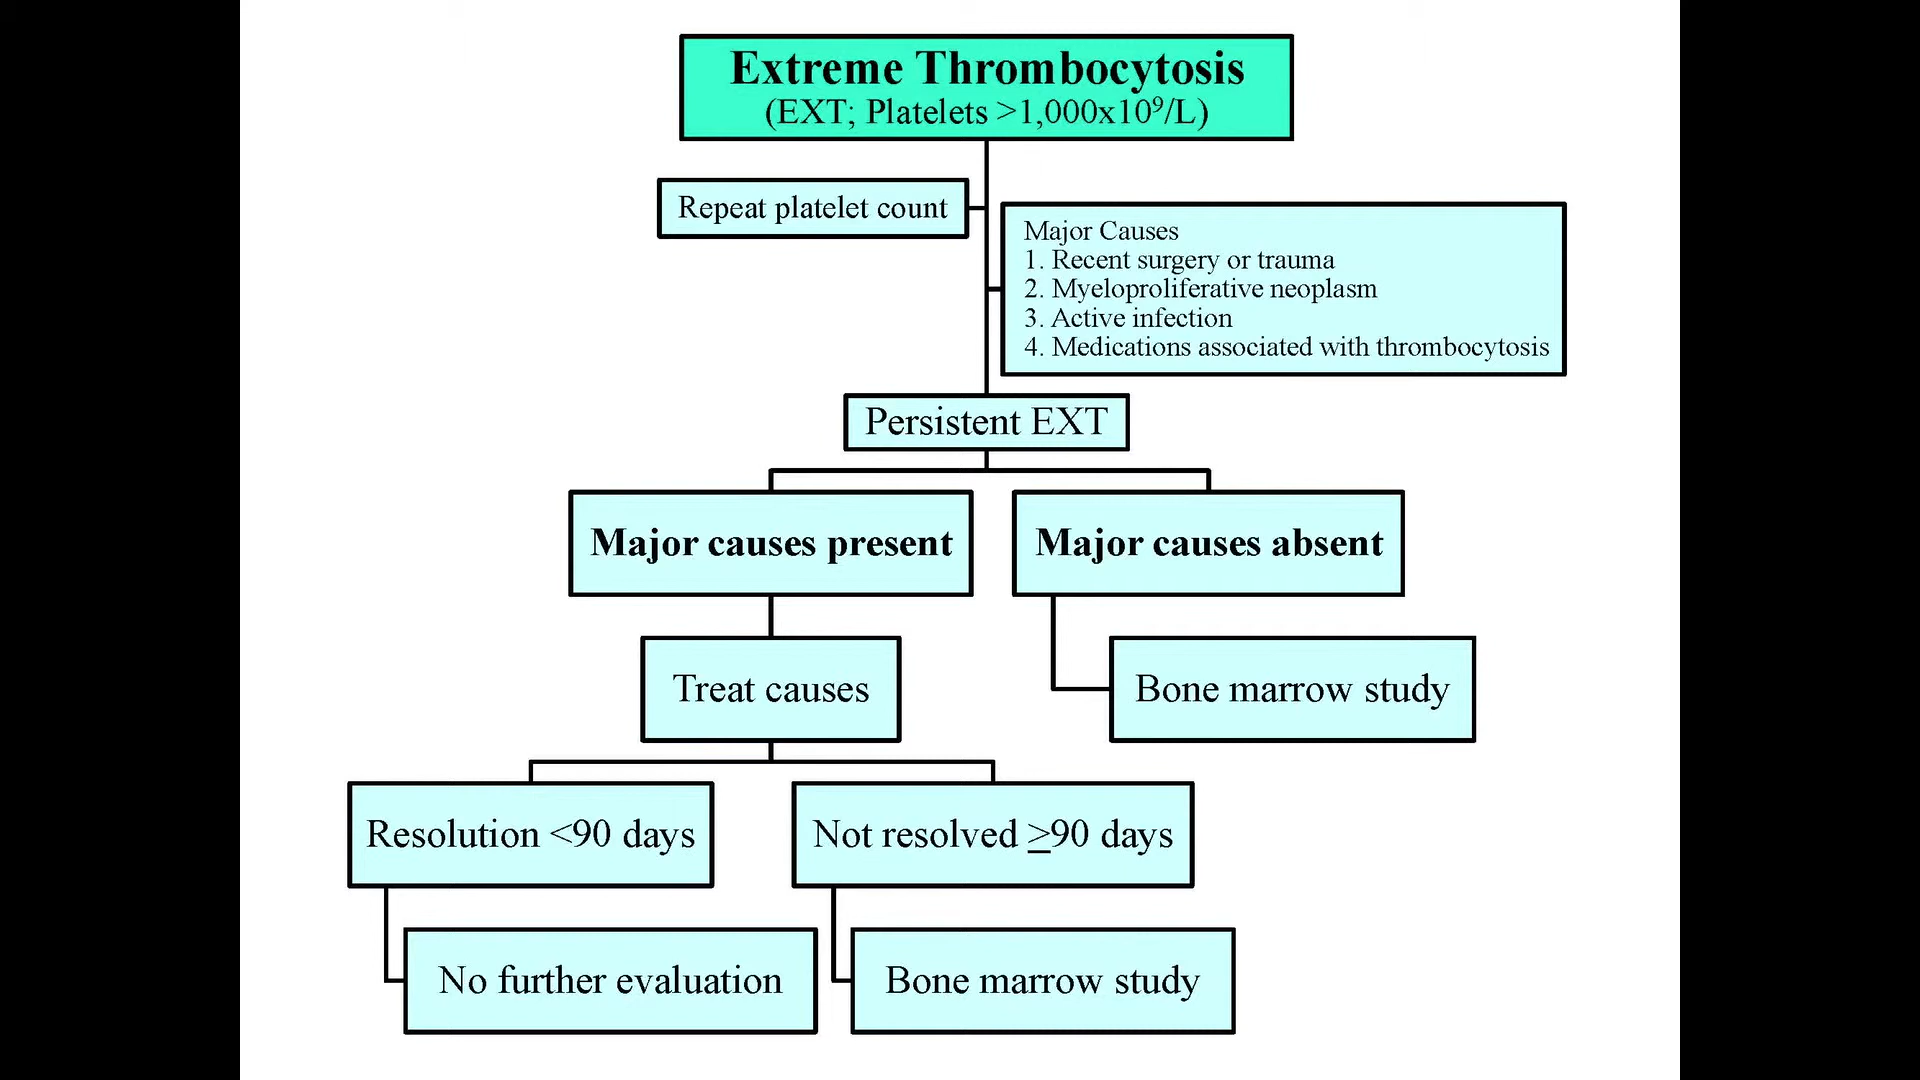 Extreme Thrombocytosis
(EXT; Platelets >1,000x10⁹/L)
Repeat platelet count
Major Causes
1. Recent surgery or trauma
2. Myeloproliferative neoplasm
3. Active infection
4. Medications associated with thrombocytosis
Persistent EXT
Major causes present
Major causes absent
Treat causes
Bone marrow study
Resolution <90 days
Not resolved ≥90 days
No further evaluation
Bone marrow study